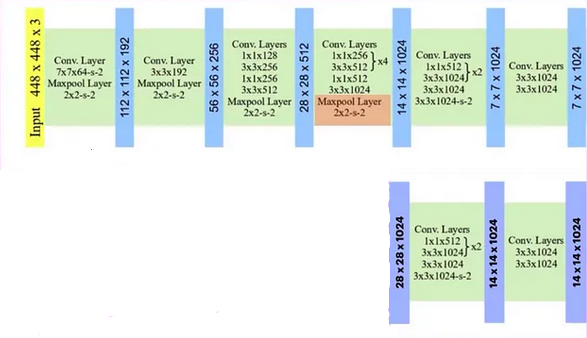 Input 448 x 448 x 3
Conv. Layer
7x7x64-s-2
Maxpool Layer
2x2-s-2
112 x 112 x 192
Conv. Layer
3x3x192
Maxpool Layer
2x2-s-2
56 x 56 x 256
Conv. Layers
1x1x128
3x3x256
1x1x256
3x3x512
Maxpool Layer
2x2-s-2
28 x 28 x 512
Conv. Layers
1x1x256
3x3x512
x4
1x1x512
3x3x1024
Maxpool Layer
2x2-s-2
14 x 14 x 1024
Conv. Layers
1x1x512
3x3x1024
x2
3x3x1024
3x3x1024-s-2
7 x 7 x 1024
Conv. Layers
3x3x1024
3x3x1024
7 x 7 x 1024
28 x 28 x 1024
Conv. Layers
1x1x512
3x3x1024
x2
3x3x1024
3x3x1024-s-2
14 x 14 x 1024
Conv. Layers
3x3x1024
3x3x1024
14 x 14 x 1024